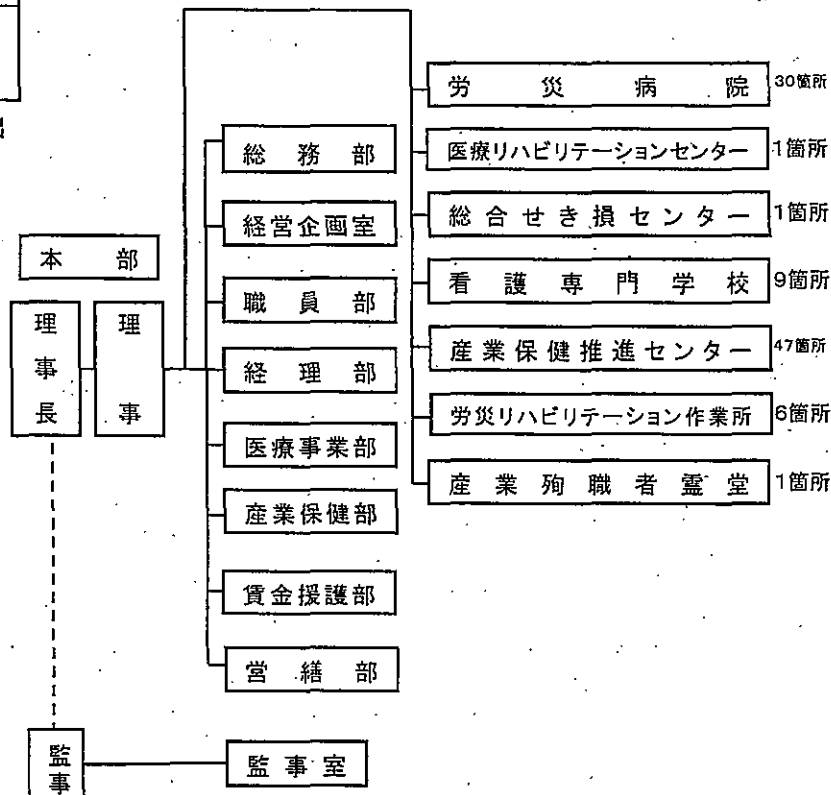 本部
理事長
理事
総務部
経営企画室
職員部
経理部
医療事業部
産業保健部
賃金援護部
営繕部
監事
監事室
労災病院 30箇所
医療リハビリテーションセンター 1箇所
総合せき損センター 1箇所
看護専門学校 9箇所
産業保健推進センター 47箇所
労災リハビリテーション作業所 6箇所
産業殉職者霊堂 1箇所